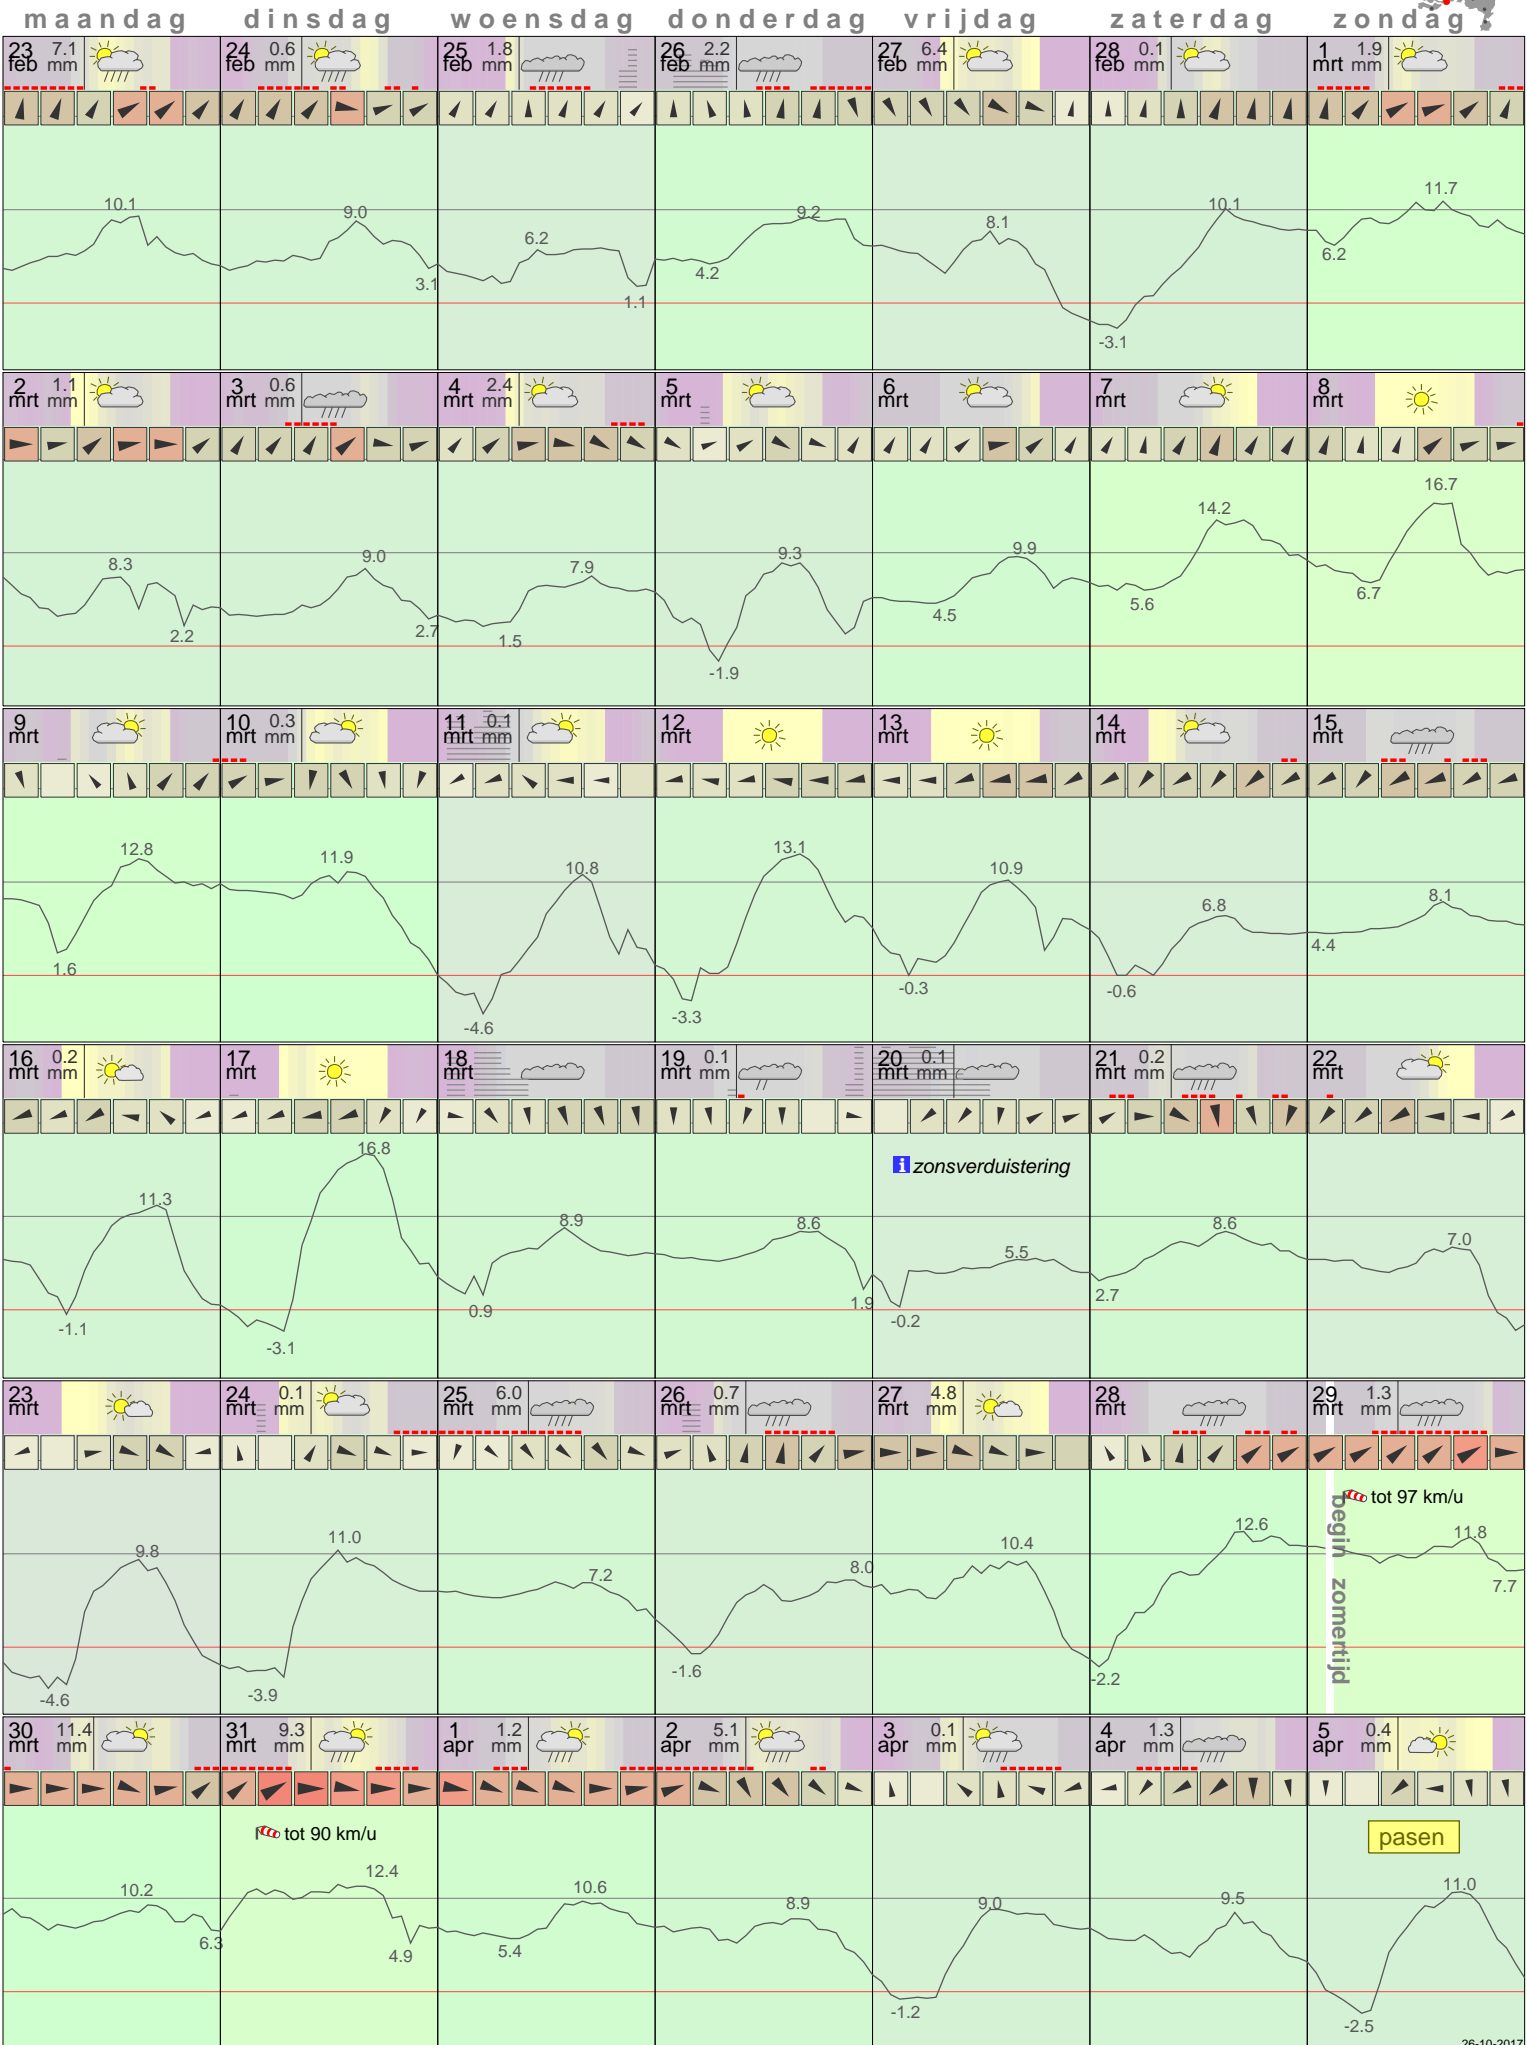 maandag dinsdag woensdag donderdag vrijdag zaterdag zondag
23 feb 7.1 mm
24 feb 0.6 mm
25 feb 1.8 mm
26 feb 2.2 mm
27 feb 6.4 mm
28 feb 0.1 mm
1 mrt 1.9 mm
10.1
9.0
3.1
6.2
1.1
4.2
9.2
8.1
-3.1
10.1
6.2
11.7
2 mrt 1.1 mm
3 mrt 0.6 mm
4 mrt 2.4 mm
5 mrt
6 mrt
7 mrt
8 mrt
8.3
2.2
9.0
2.7
1.5
7.9
-1.9
9.3
4.5
9.9
5.6
14.2
6.7
16.7
9 mrt
10 mrt 0.3 mm
11 mrt 0.1 mm
12 mrt
13 mrt
14 mrt
15 mrt
1.6
12.8
11.9
-4.6
10.8
-3.3
13.1
-0.3
10.9
-0.6
6.8
4.4
8.1
16 mrt 0.2 mm
17 mrt
18 mrt
19 mrt 0.1 mm
20 mrt 0.1 mm
21 mrt 0.2 mm
22 mrt
i zonsverduistering
-1.1
11.3
-3.1
16.8
0.9
8.9
8.6
1.9
-0.2
5.5
2.7
8.6
7.0
23 mrt
24 mrt 0.1 mm
25 mrt 6.0 mm
26 mrt 0.7 mm
27 mrt 4.8 mm
28 mrt
29 mrt 1.3 mm
tot 97 km/u
begin zomertijd
-4.6
9.8
-3.9
11.0
7.2
-1.6
8.0
10.4
-2.2
12.6
11.8
7.7
30 mrt 11.4 mm
31 mrt 9.3 mm
1 apr 1.2 mm
2 apr 5.1 mm
3 apr 0.1 mm
4 apr 1.3 mm
5 apr 0.4 mm
tot 90 km/u
pasen
10.2
6.3
12.4
4.9
5.4
10.6
8.9
-1.2
9.0
9.5
-2.5
11.0
26-10-2017